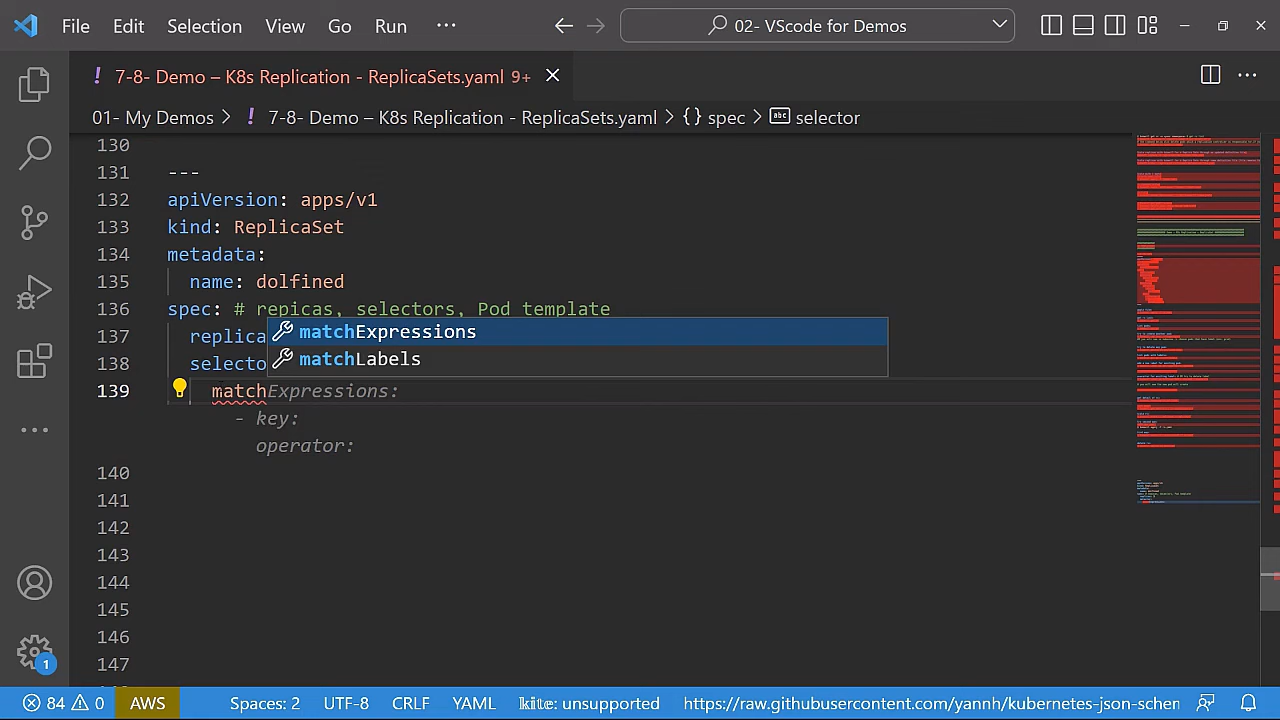 File Edit Selection View Go Run ··· 02- VScode for Demos
! 7-8- Demo – K8s Replication - ReplicaSets.yaml 9+
01- My Demos > ! 7-8- Demo – K8s Replication - ReplicaSets.yaml > {} spec > abc selector
130
131 ---
132 apiVersion: apps/v1
133 kind: ReplicaSet
134 metadata:
135 name: dolfined
136 spec: # repicas, selectors, Pod template
137 replica matchExpressions
138 selecto matchLabels
139 matchExpressions:
- key:
operator:
140
141
142
143
144
145
146
147
84 0 AWS Spaces: 2 UTF-8 CRLF YAML kite: unsupported https://raw.githubusercontent.com/yannh/kubernetes-json-schen
1